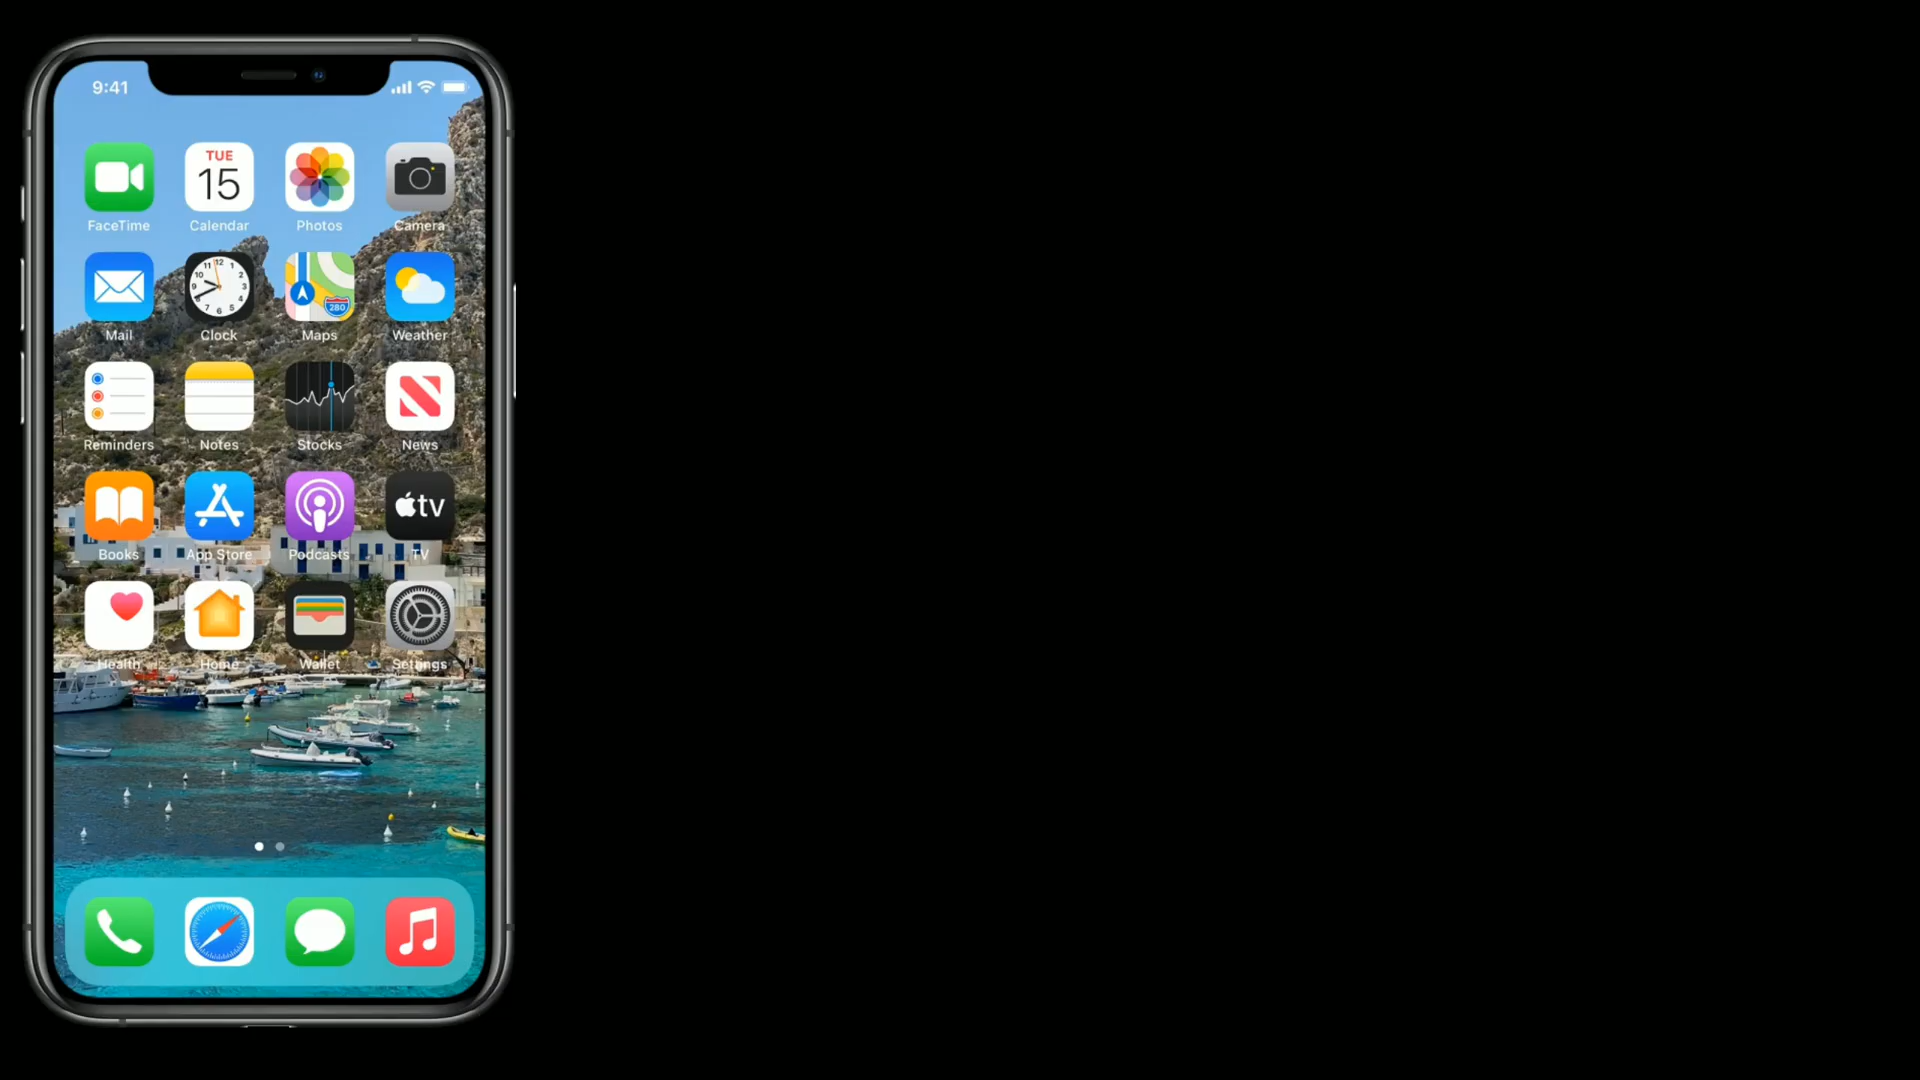 9:41
TUE
15
FaceTime
Calendar
Photos
Camera
280
Mail
Clock
Maps
Weather
Reminders
Notes
Stocks
News
tv
Books
App Store
Podcasts
TV
Health
Home
Wallet
Settings